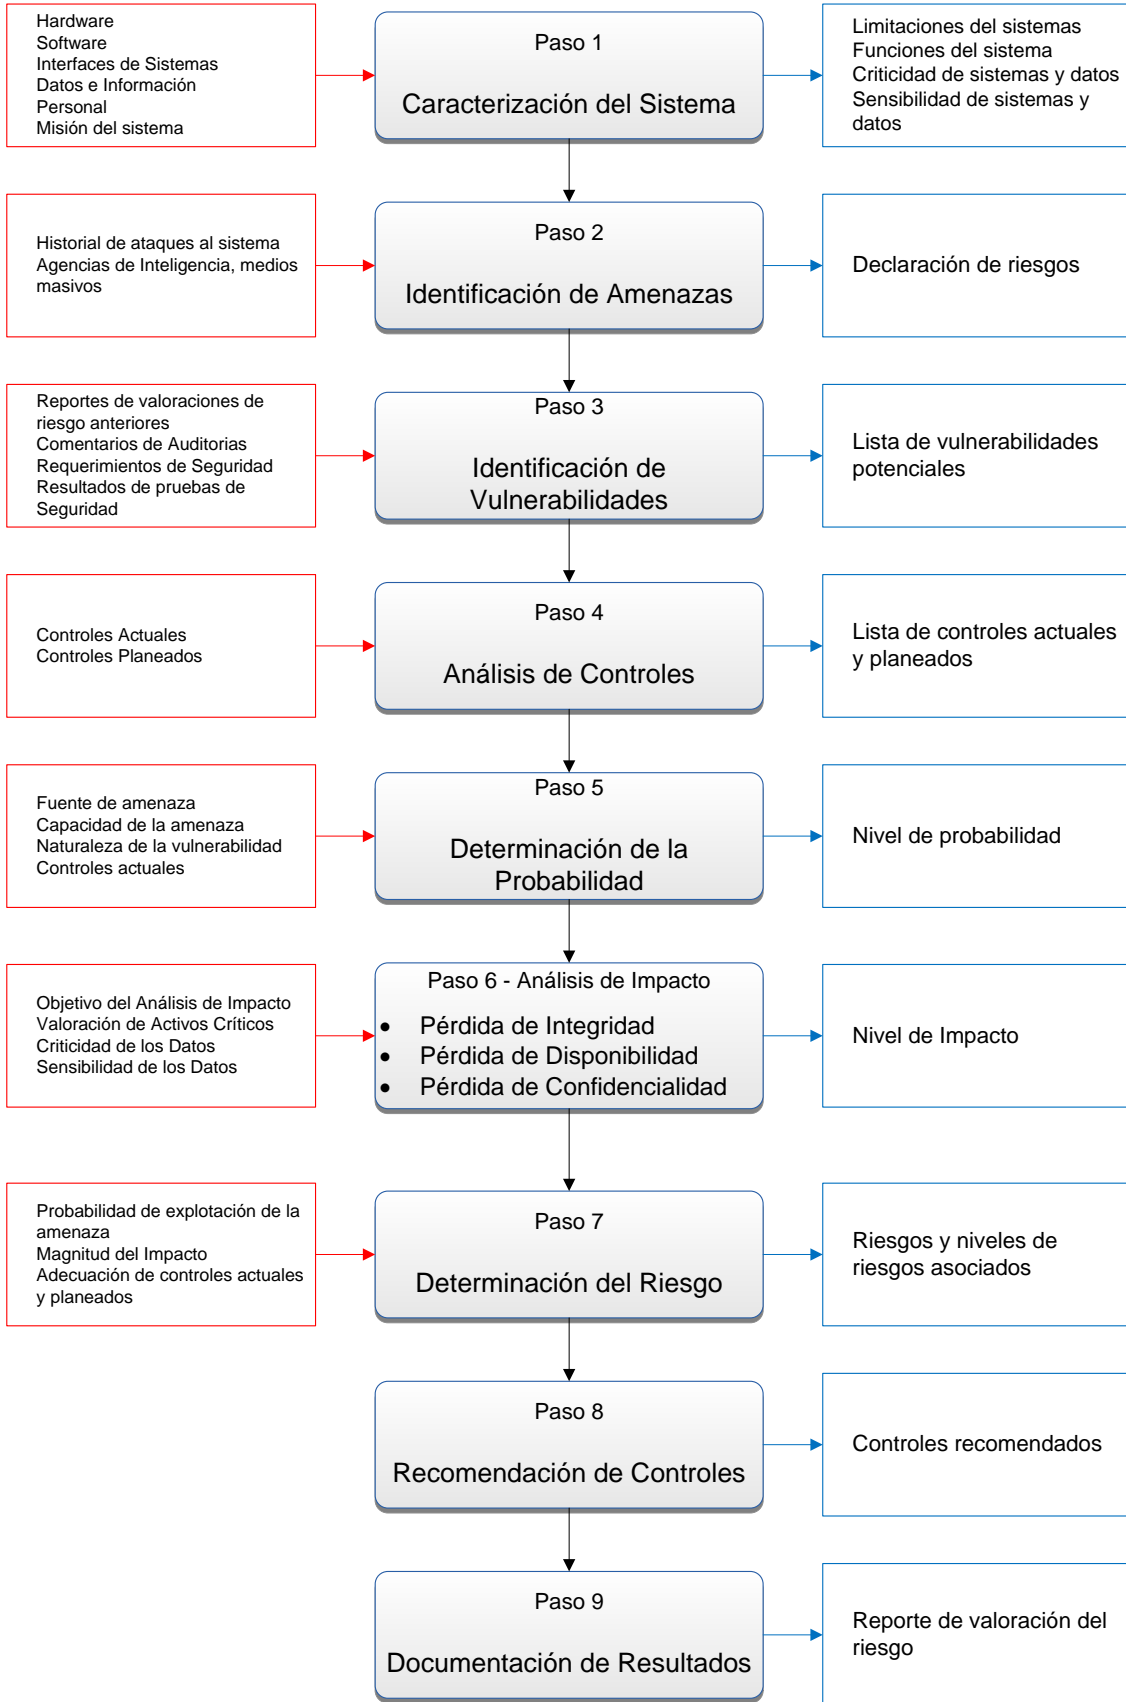 Hardware
Software
Interfaces de Sistemas
Datos e Información
Personal
Misión del sistema
Paso 1
Caracterización del Sistema
Limitaciones del sistemas
Funciones del sistema
Criticidad de sistemas y datos
Sensibilidad de sistemas y
datos
Historial de ataques al sistema
Agencias de Inteligencia, medios
masivos
Paso 2
Identificación de Amenazas
Declaración de riesgos
Reportes de valoraciones de
riesgo anteriores
Comentarios de Auditorias
Requerimientos de Seguridad
Resultados de pruebas de
Seguridad
Paso 3
Identificación de
Vulnerabilidades
Lista de vulnerabilidades
potenciales
Controles Actuales
Controles Planeados
Paso 4
Análisis de Controles
Lista de controles actuales
y planeados
Fuente de amenaza
Capacidad de la amenaza
Naturaleza de la vulnerabilidad
Controles actuales
Paso 5
Determinación de la
Probabilidad
Nivel de probabilidad
Objetivo del Análisis de Impacto
Valoración de Activos Críticos
Criticidad de los Datos
Sensibilidad de los Datos
Paso 6 - Análisis de Impacto
• Pérdida de Integridad
• Pérdida de Disponibilidad
• Pérdida de Confidencialidad
Nivel de Impacto
Probabilidad de explotación de la
amenaza
Magnitud del Impacto
Adecuación de controles actuales
y planeados
Paso 7
Determinación del Riesgo
Riesgos y niveles de
riesgos asociados
Paso 8
Recomendación de Controles
Controles recomendados
Paso 9
Documentación de Resultados
Reporte de valoración del
riesgo